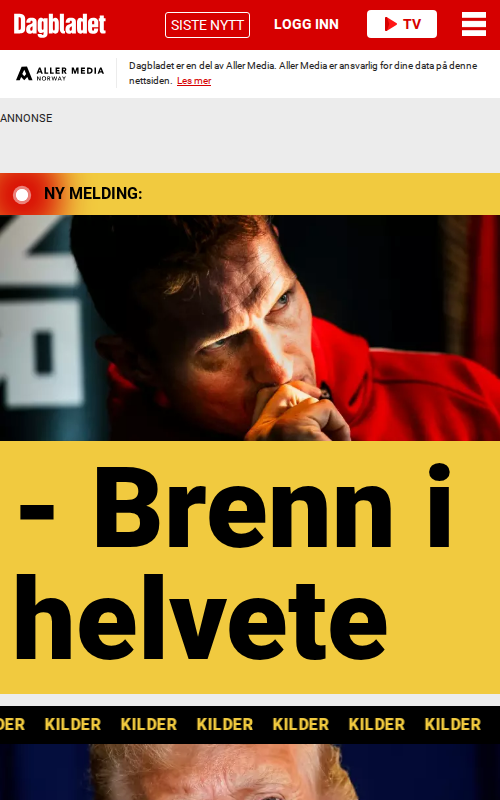 Dagbladet SISTE NYTT LOGG INN TV
ALLER MEDIA
NORWAY
Dagbladet er en del av Aller Media. Aller Media er ansvarlig for dine data på denne
nettsiden. Les mer
ANNONSE
NY MELDING:
- Brenn i
helvete
DER KILDER KILDER KILDER KILDER KILDER KILDER